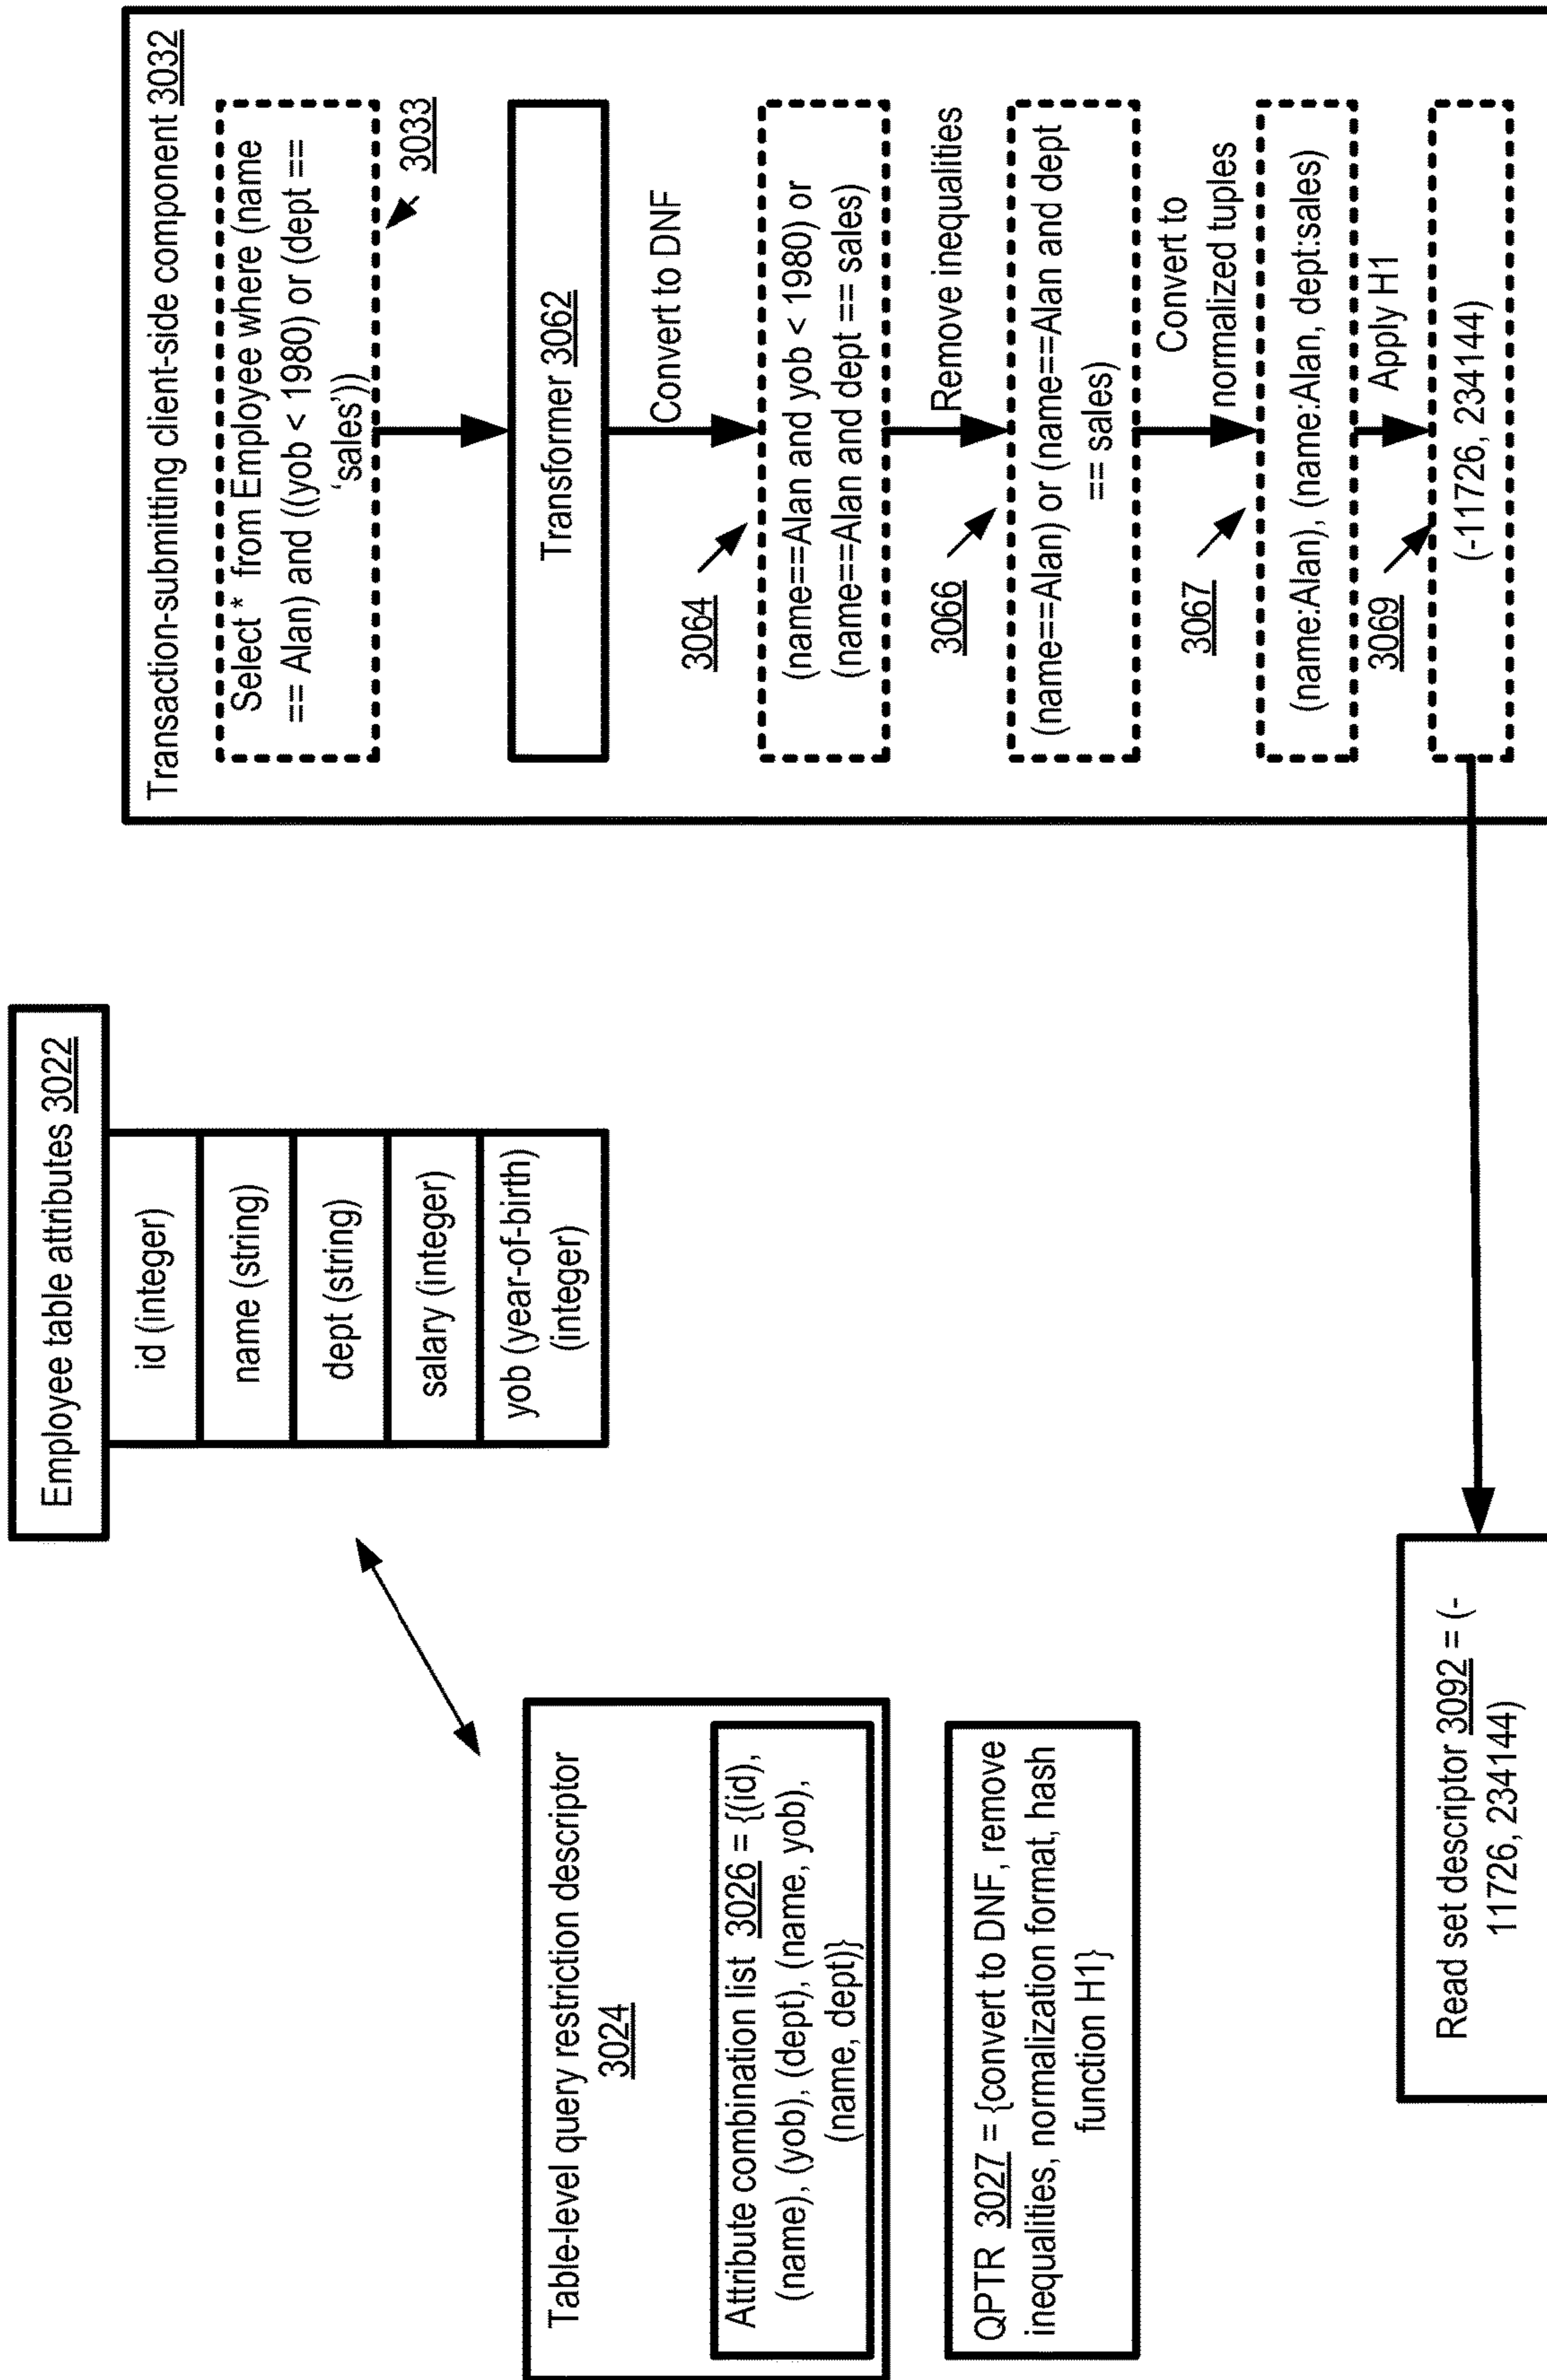 Employee table attributes 3022
id (integer)
name (string)
dept (string)
salary (integer)
yob (year-of-birth)
(integer)
Table-level query restriction descriptor
3024
Attribute combination list 3026 = {(id),
(name), (yob), (dept), (name, yob),
(name, dept)}
QPTR 3027 = {convert to DNF, remove
inequalities, normalization format, hash
function H1}
Transaction-submitting client-side component 3032
Select * from Employee where (name
== Alan) and ((yob < 1980) or (dept ==
‘sales’))
3033
Transformer 3062
Convert to DNF
3064
(name==Alan and yob < 1980) or
(name==Alan and dept == sales)
Remove inequalities
3066
(name==Alan) or (name==Alan and dept
== sales)
Convert to
normalized tuples
3067
(name:Alan), (name:Alan, dept:sales)
Apply H1
3069
(-11726, 234144)
Read set descriptor 3092 = (-
11726, 234144)